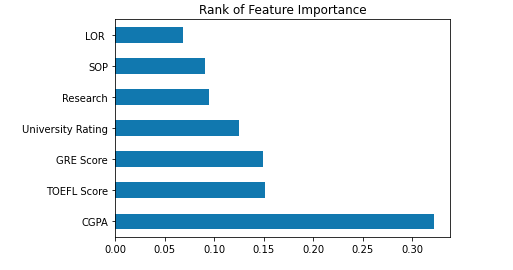 Rank of Feature Importance
LOR
SOP
Research
University Rating
GRE Score
TOEFL Score
CGPA
0.00 0.05 0.10 0.15 0.20 0.25 0.30